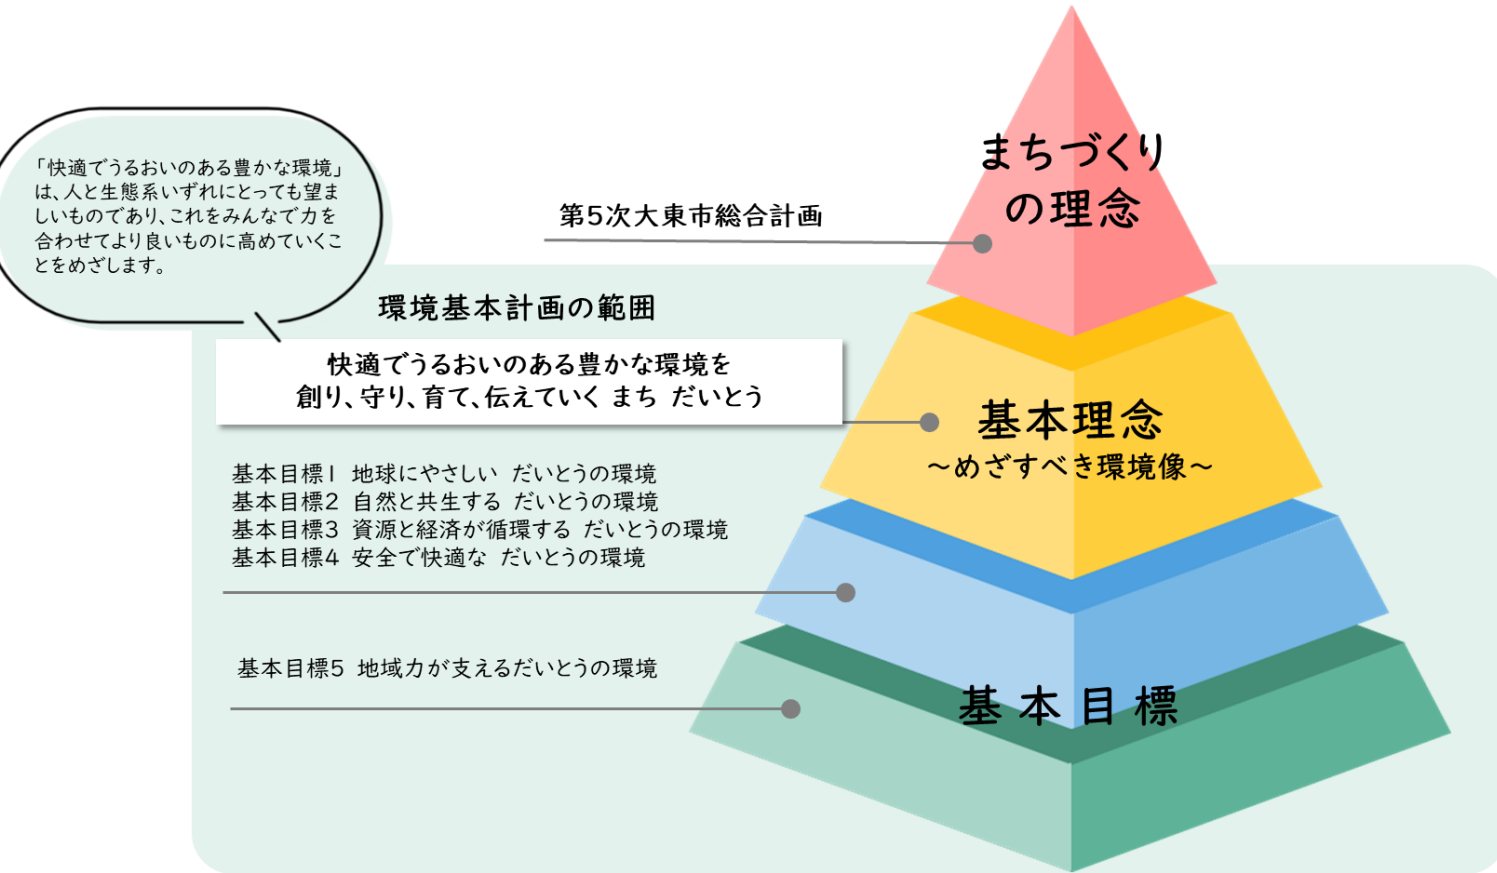 まちづくり
の理念
第5次大東市総合計画
「快適でうるおいのある豊かな環境」
は、人と生態系いずれにとっても望ま
しいものであり、これをみんなで力を
合わせてより良いものに高めていくこ
とをめざします。
環境基本計画の範囲
快適でうるおいのある豊かな環境を
創り、守り、育て、伝えていく まち だいとう
基本理念
～めざすべき環境像～
基本目標1 地球にやさしい だいとうの環境
基本目標2 自然と共生する だいとうの環境
基本目標3 資源と経済が循環する だいとうの環境
基本目標4 安全で快適な だいとうの環境
基本目標5 地域力が支えるだいとうの環境
基本目標